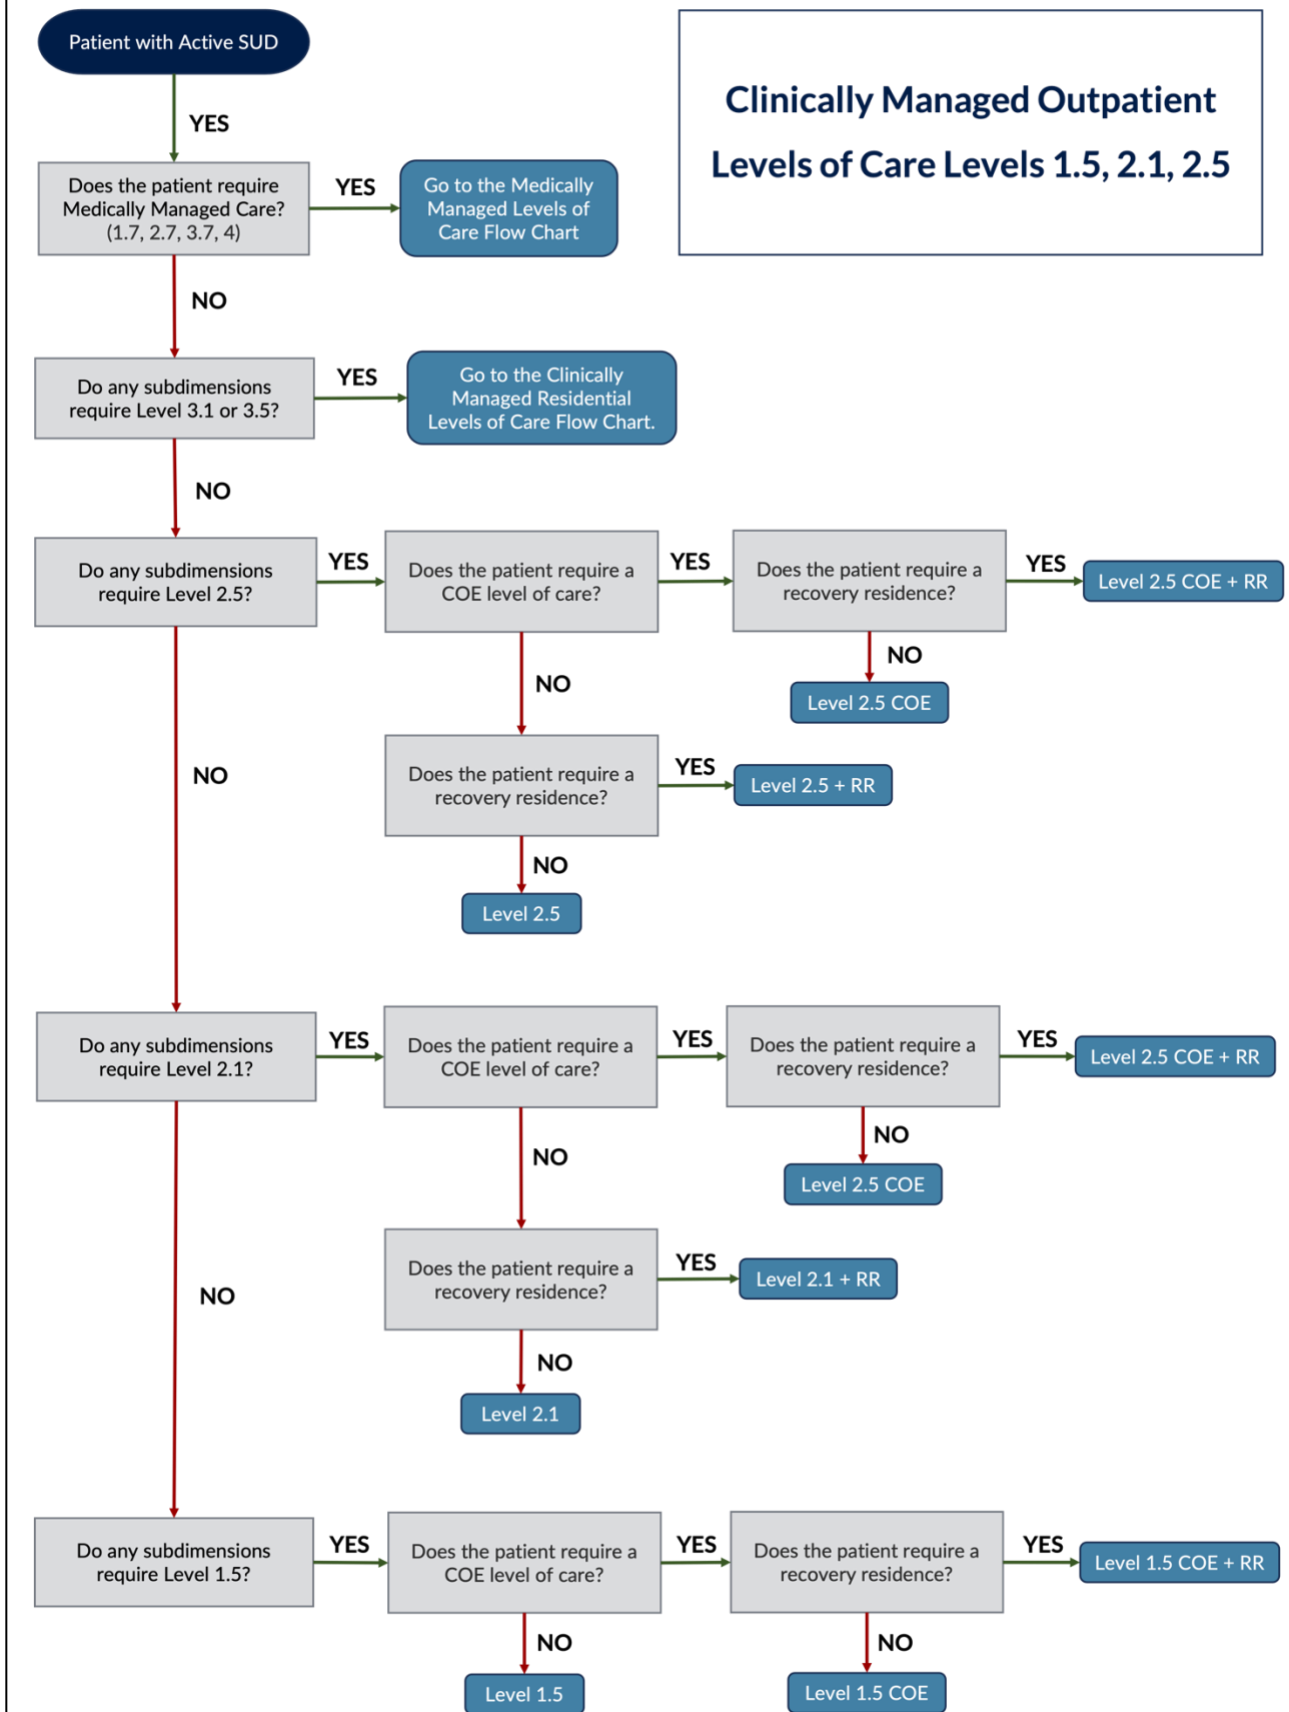 Patient with Active SUD
Clinically Managed Outpatient
Levels of Care Levels 1.5, 2.1, 2.5
YES
Does the patient require
Medically Managed Care?
(1.7, 2.7, 3.7, 4)
YES
Go to the Medically
Managed Levels of
Care Flow Chart
NO
Do any subdimensions
require Level 3.1 or 3.5?
YES
Go to the Clinically
Managed Residential
Levels of Care Flow Chart.
NO
Do any subdimensions
require Level 2.5?
YES
Does the patient require a
COE level of care?
YES
Does the patient require a
recovery residence?
YES
Level 2.5 COE + RR
NO
Level 2.5 COE
NO
Does the patient require a
recovery residence?
YES
Level 2.5 + RR
NO
Level 2.5
NO
Do any subdimensions
require Level 2.1?
YES
Does the patient require a
COE level of care?
YES
Does the patient require a
recovery residence?
YES
Level 2.5 COE + RR
NO
Level 2.5 COE
NO
Does the patient require a
recovery residence?
YES
Level 2.1 + RR
NO
Level 2.1
NO
Do any subdimensions
require Level 1.5?
YES
Does the patient require a
COE level of care?
YES
Does the patient require a
recovery residence?
YES
Level 1.5 COE + RR
NO
Level 1.5
NO
Level 1.5 COE